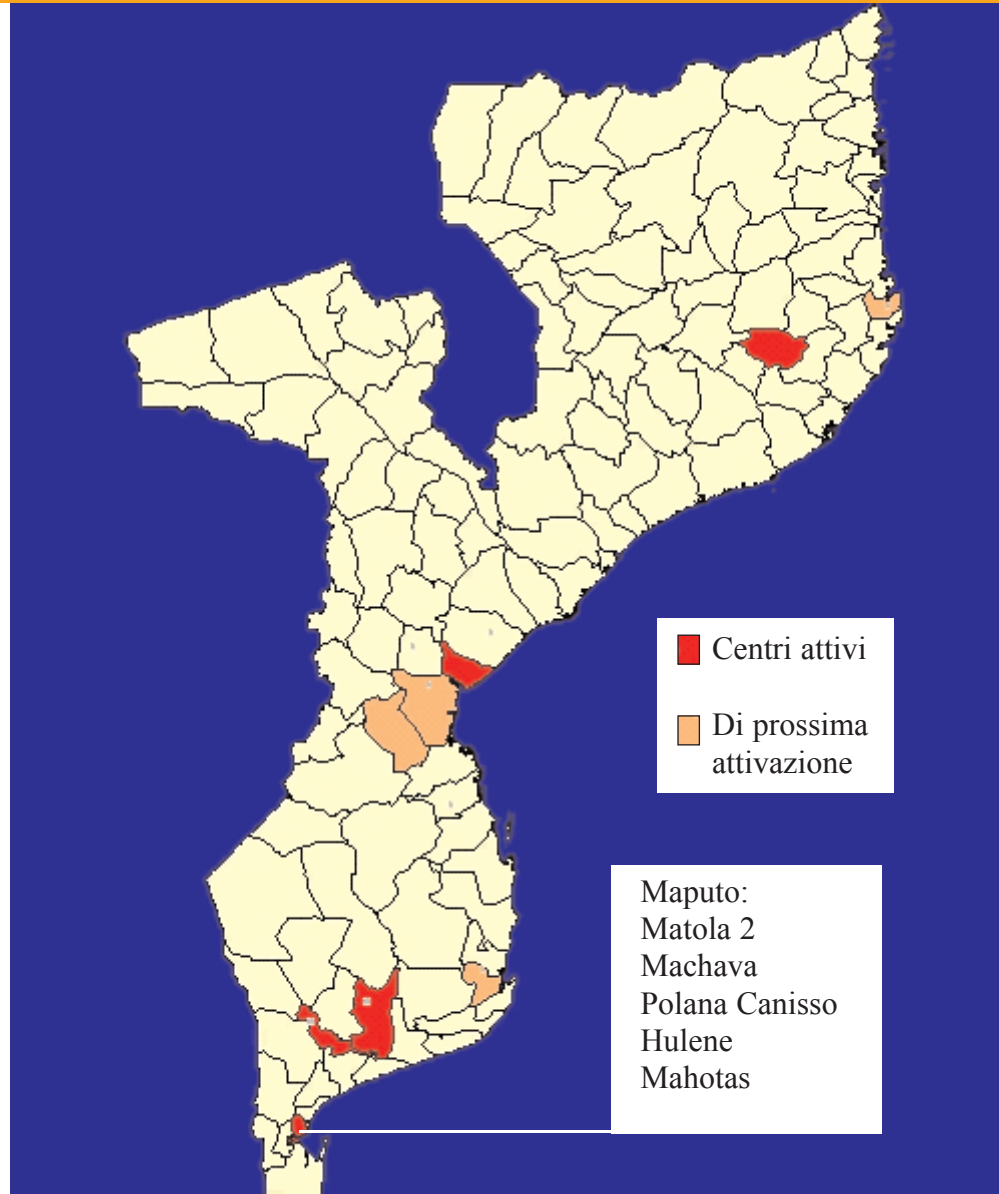 Centri attivi
Di prossima
attivazione
Maputo:
Matola 2
Machava
Polana Canisso
Hulene
Mahotas